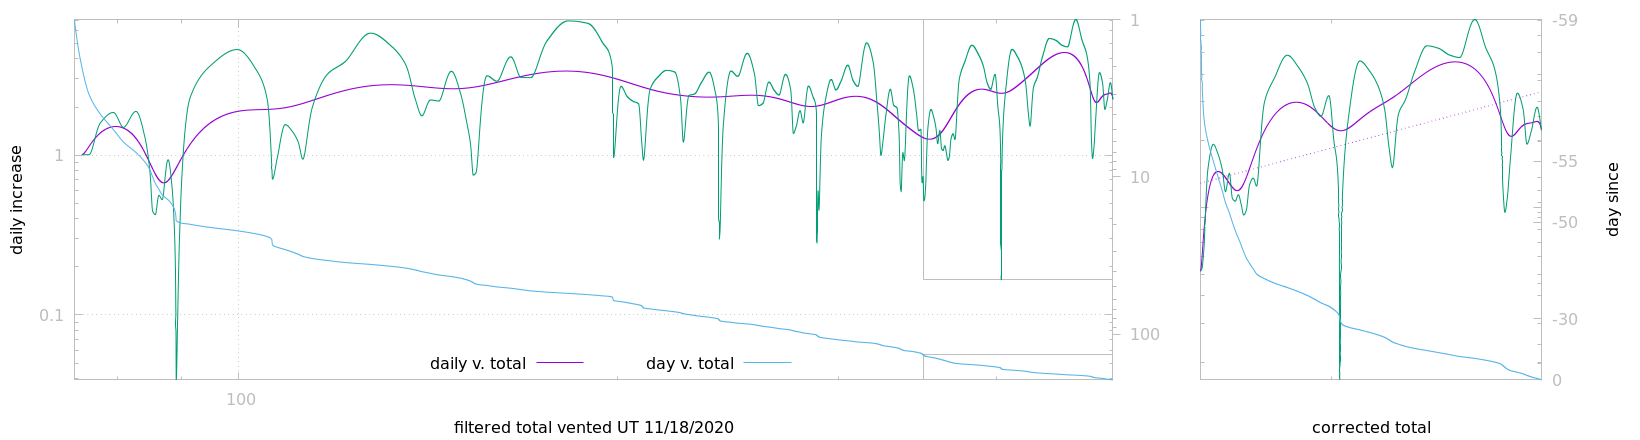 1
-59
daily increase
1
10
-55
-50
day since
0.1
100
-30
daily v. total
day v. total
0
100
filtered total vented UT 11/18/2020
corrected total